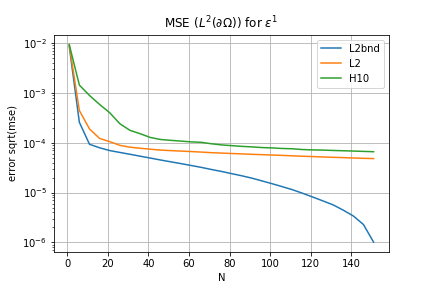 MSE (L²(∂Ω)) for ε¹
10⁻²
10⁻³
10⁻⁴
10⁻⁵
10⁻⁶
error sqrt(mse)
L2bnd
L2
H10
0 20 40 60 80 100 120 140
N